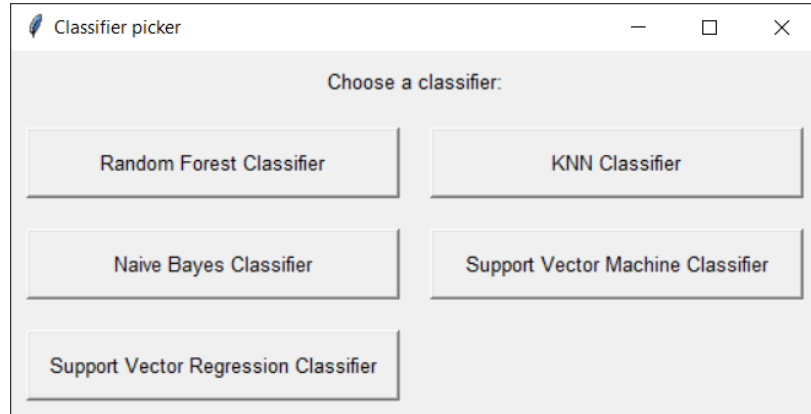 Classifier picker
Choose a classifier:
Random Forest Classifier
KNN Classifier
Naive Bayes Classifier
Support Vector Machine Classifier
Support Vector Regression Classifier